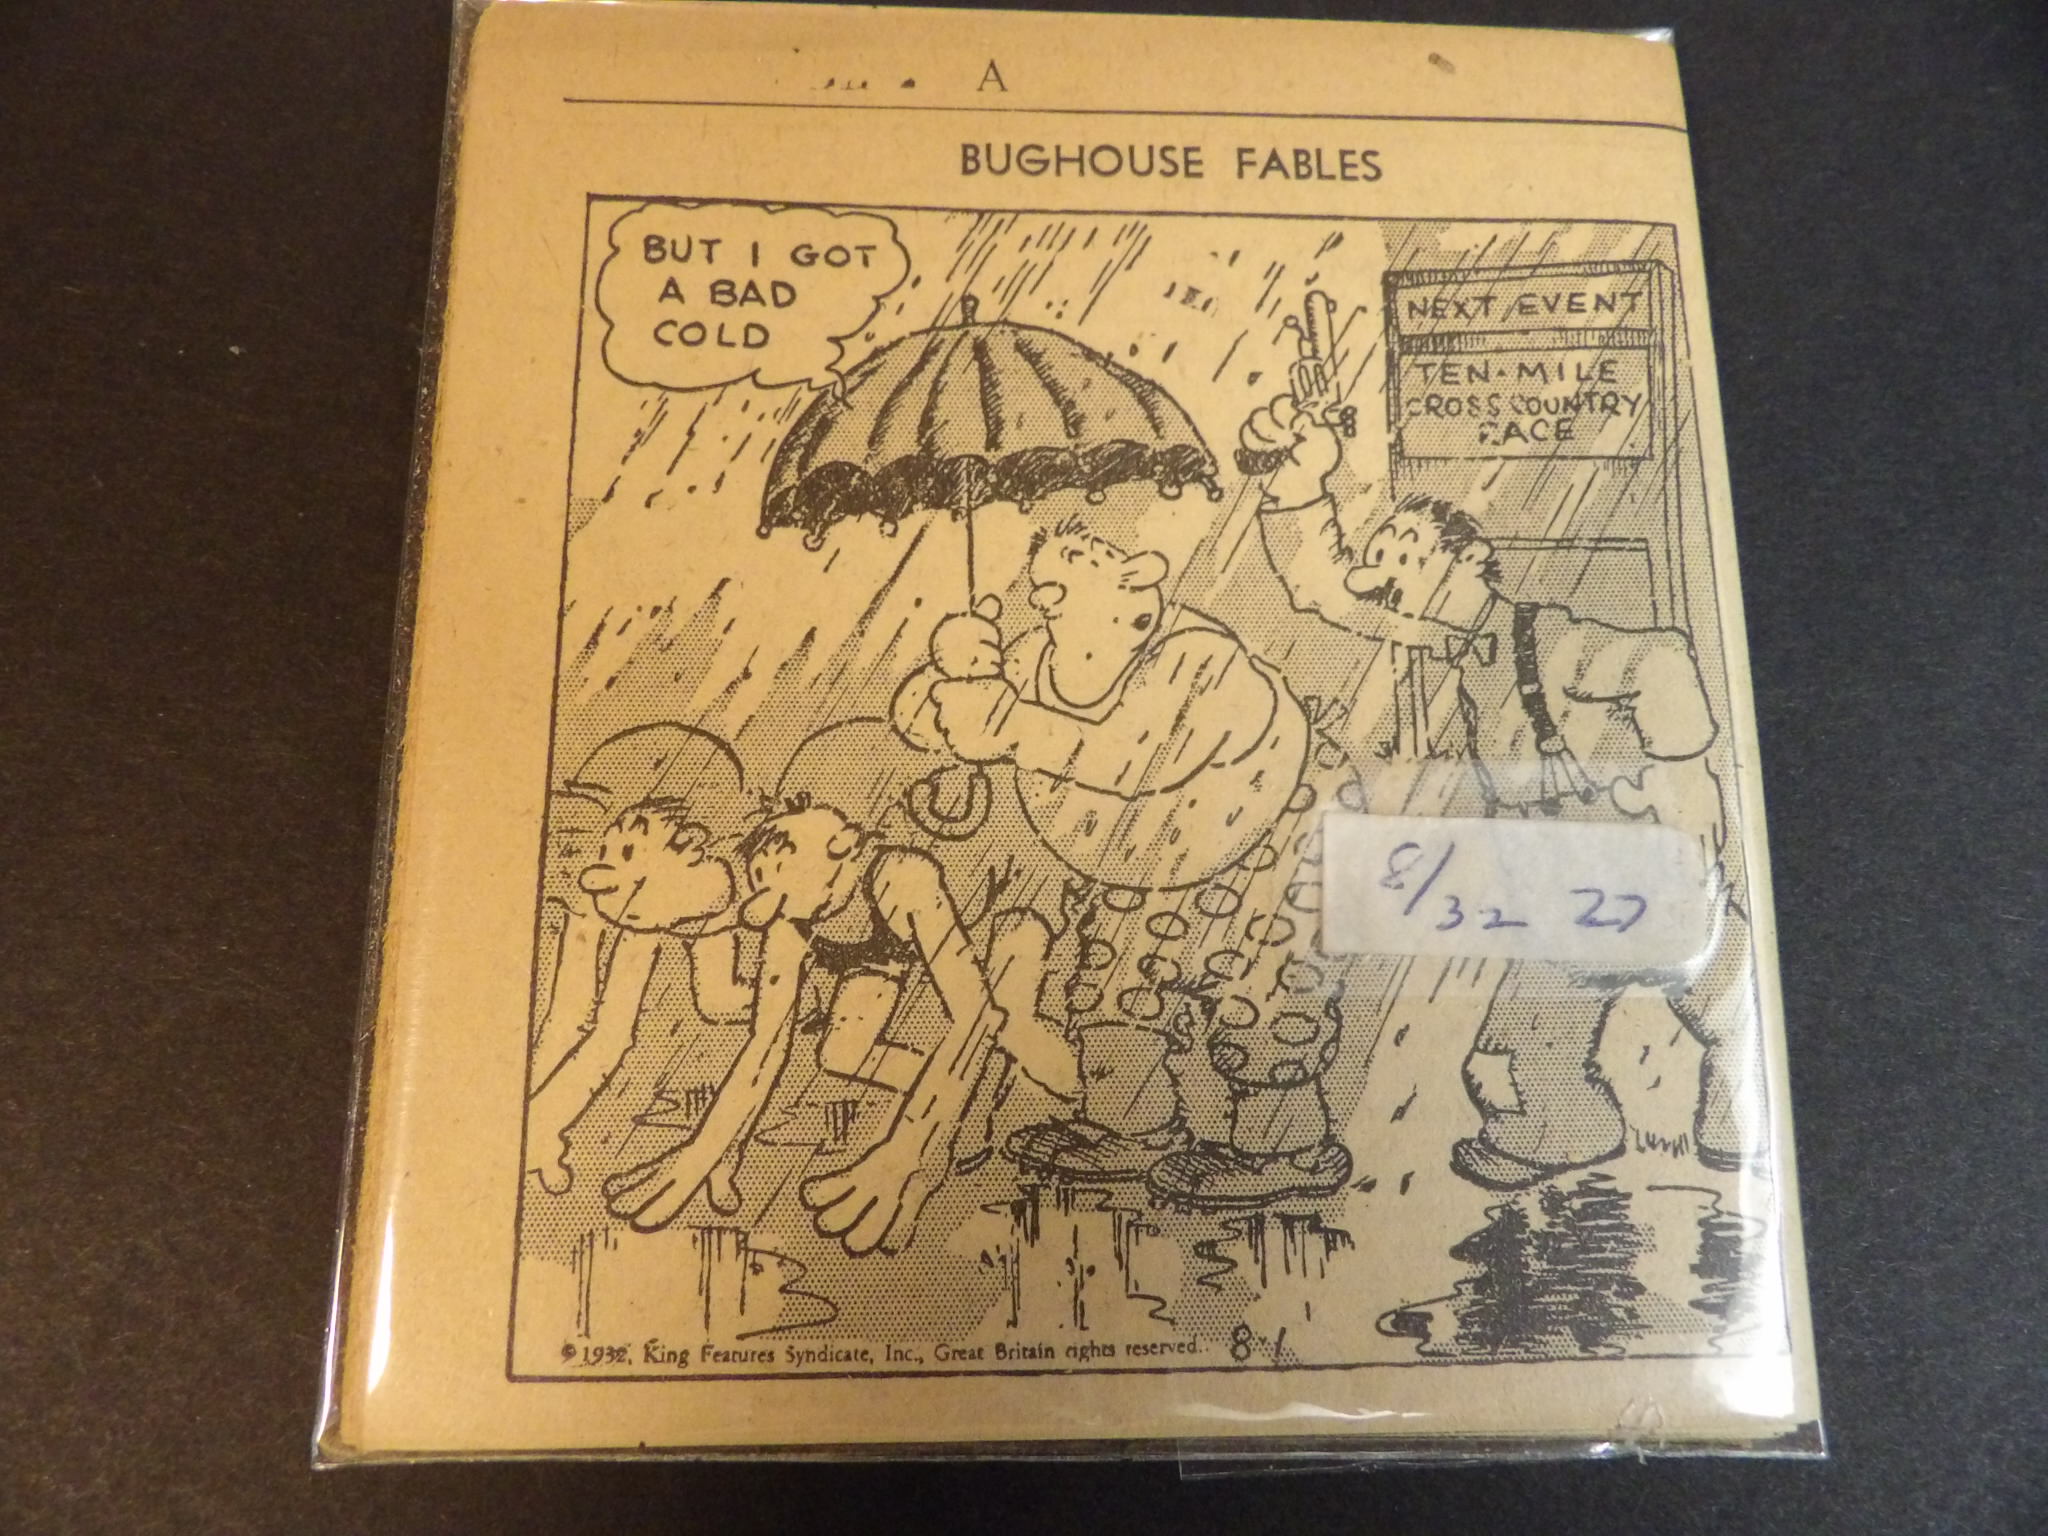 A
BUGHOUSE FABLES
BUT I GOT
A BAD
COLD
NEXT EVENT
TEN-MILE
CROSS COUNTRY
RACE
8/32 27
© 1932, King Features Syndicate, Inc., Great Britain rights reserved.. 8 1